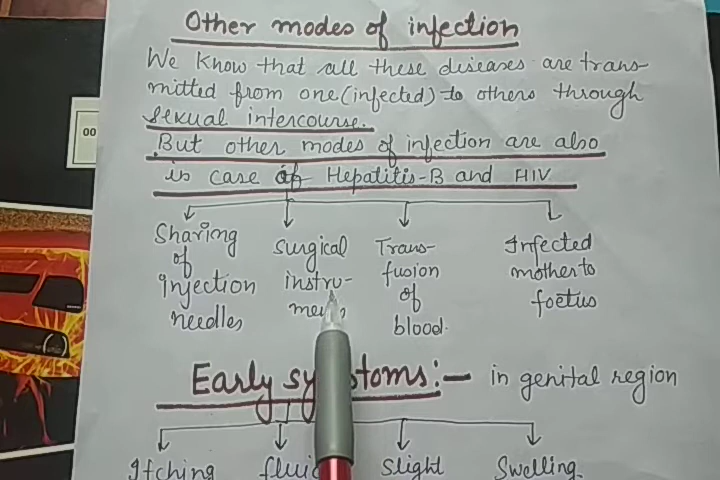 Other modes of infection
We know that all these diseases are trans-
mitted from one (infected) to others through
sexual intercourse.
But other modes of infection are also
in case of Hepatitis-B and HIV
Sharing
of
injection
needles
Surgical
instru-
Trans-
fusion
of
blood.
Infected
mother to
foetus
Early symptoms:- in genital region
Itching
Slight
Swelling
00